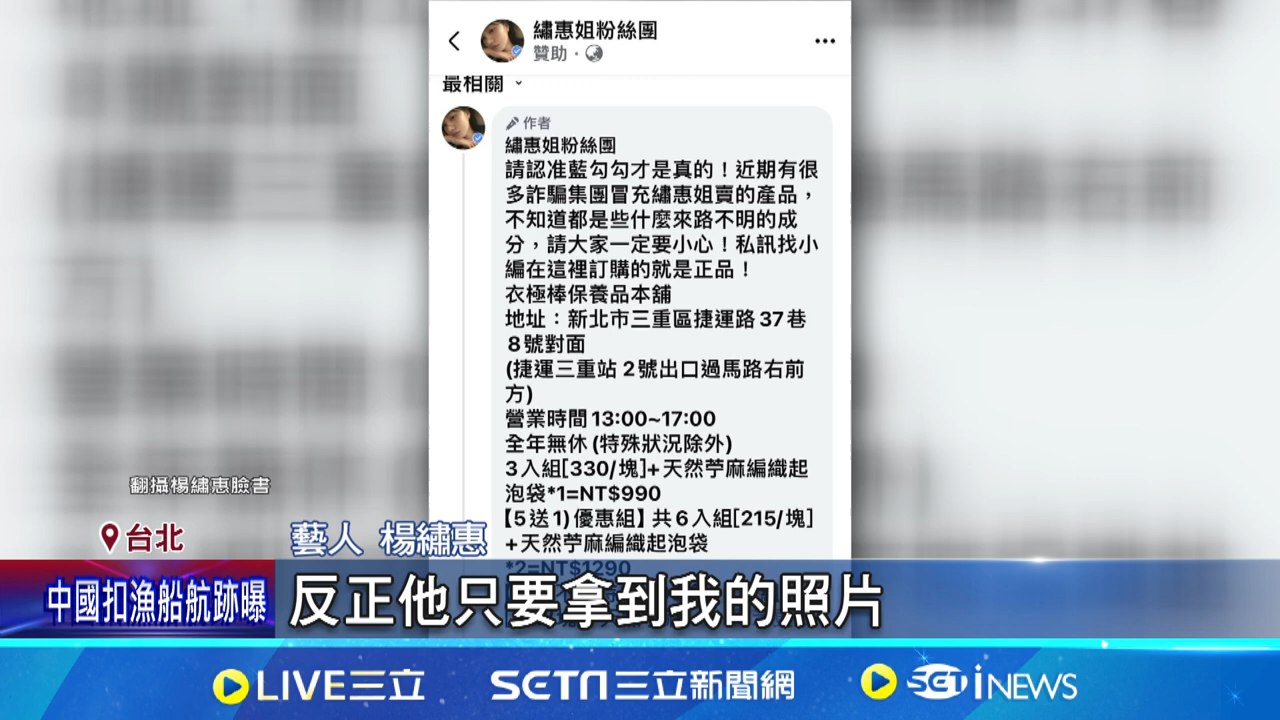 繡惠姐粉絲團
贊助・
最相關
作者
繡惠姐粉絲團
請認准藍勾勾才是真的！近期有很
多詐騙集團冒充繡惠姐賣的產品，
不知道都是些什麼來路不明的成
分，請大家一定要小心！私訊找小
編在這裡訂購的就是正品！
衣極棒保養品本舖
地址：新北市三重區捷運路37巷
8號對面
(捷運三重站 2號出口過馬路右前
方)
營業時間13:00~17:00
全年無休(特殊狀況除外)
3入組[330/塊]+天然苧麻編織起
泡袋*1=NT$990
【5送1)優惠組】共6入組[215/塊]
+天然苧麻編織起泡袋
*2=NT$1290
翻攝楊繡惠臉書
台北
藝人 楊繡惠
中國扣漁船航跡曝
反正他只要拿到我的照片
LIVE三立
SETN三立新聞網
SETiNEWS